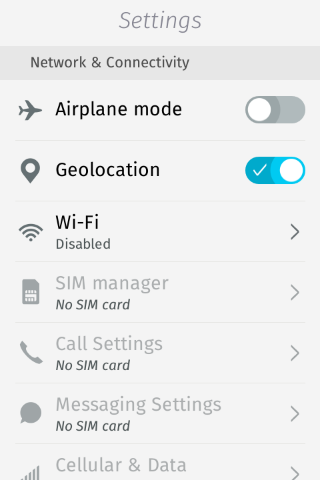 Settings
Network & Connectivity
Airplane mode
Geolocation
Wi-Fi
Disabled
SIM manager
No SIM card
Call Settings
No SIM card
Messaging Settings
No SIM card
Cellular & Data